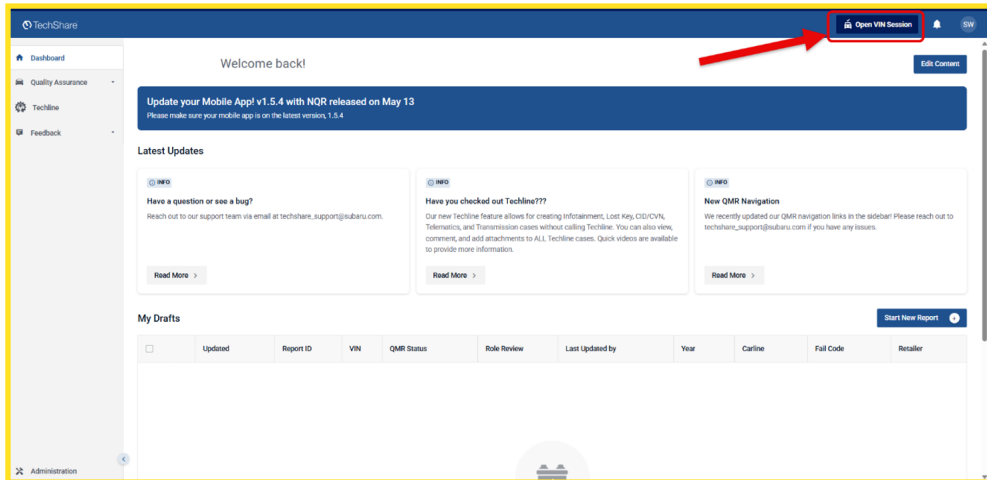 TechShare
Open VIN Session
SW
Dashboard
Quality Assurance
Techline
Feedback
Administration
Welcome back!
Edit Content
Update your Mobile App! v1.5.4 with NQR released on May 13
Please make sure your mobile app is on the latest version, 1.5.4
Latest Updates
INFO
Have a question or see a bug?
Reach out to our support team via email at techshare_support@subaru.com.
Read More
INFO
Have you checked out Techline???
Our new Techline feature allows for creating Infotainment, Lost Key, CID/CVN,
Telematics, and Transmission cases without calling Techline. You can also view,
comment, and add attachments to ALL Techline cases. Quick videos are available
to provide more information.
Read More
INFO
New QMR Navigation
We recently updated our QMR navigation links in the sidebar! Please reach out to
techshare_support@subaru.com if you have any issues.
Read More
My Drafts
Start New Report
Updated Report ID VIN QMR Status Role Review Last Updated by Year Carline Fail Code Retailer